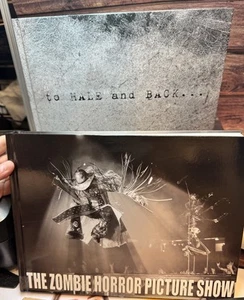 to HALE and BACK...
THE ZOMBIE HORROR PICTURE SHOW